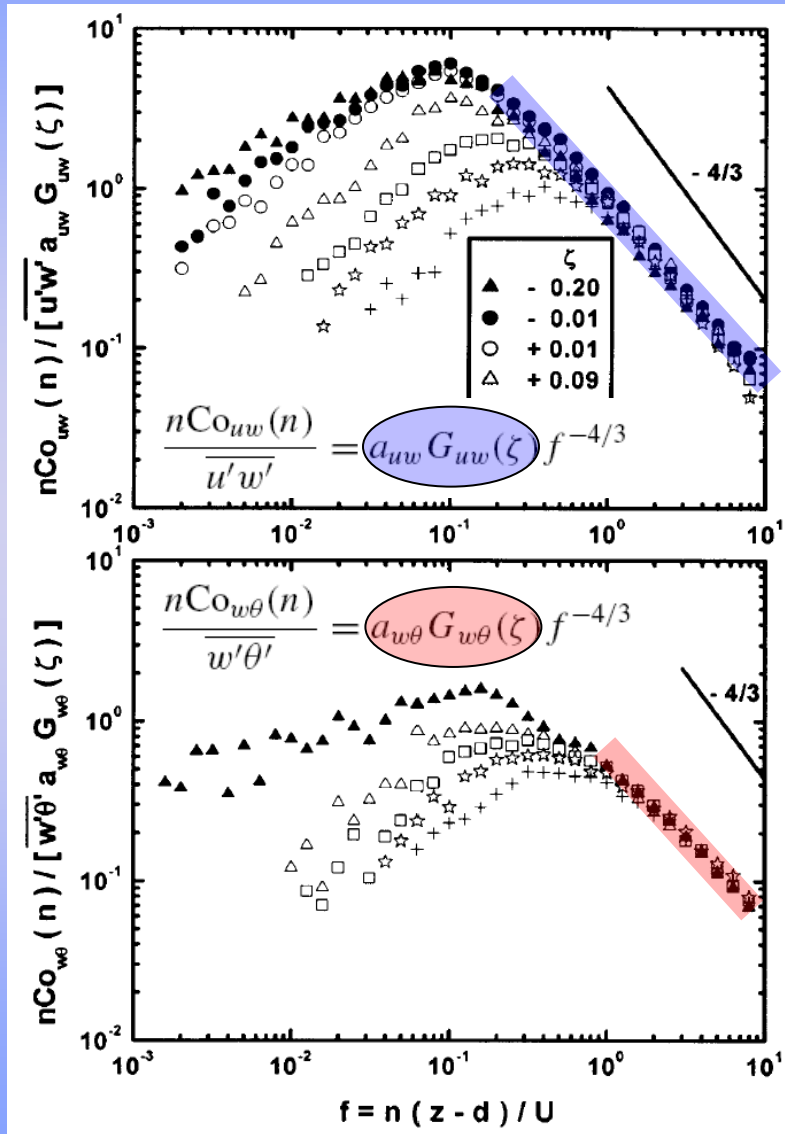 nCo_uw(n)/[u'w' a_uw G_uw(ζ)]
10^1
10^0
10^-1
10^-2
- 4/3
ζ
▲ - 0.20
● - 0.01
○ + 0.01
△ + 0.09
nCo_uw(n) / u'w' = a_uw G_uw(ζ) f^-4/3
10^-3 10^-2 10^-1 10^0 10^1
nCo_wθ(n)/[w'θ' a_wθ G_wθ(ζ)]
10^1
10^0
10^-1
10^-2
nCo_wθ(n) / w'θ' = a_wθ G_wθ(ζ) f^-4/3
- 4/3
10^-3 10^-2 10^-1 10^0 10^1
f = n ( z - d ) / U